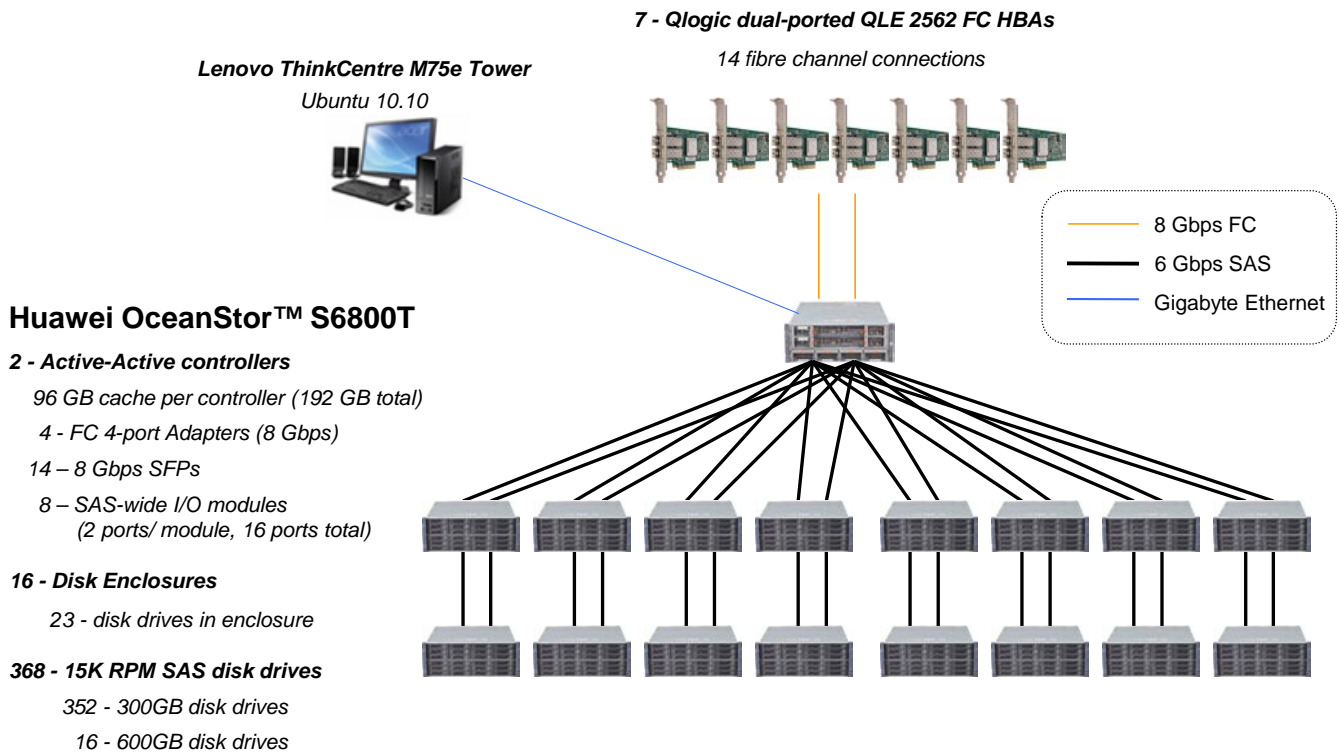 7 - Qlogic dual-ported QLE 2562 FC HBAs
14 fibre channel connections
Lenovo ThinkCentre M75e Tower
Ubuntu 10.10
8 Gbps FC
6 Gbps SAS
Gigabyte Ethernet
Huawei OceanStor™ S6800T
2 - Active-Active controllers
96 GB cache per controller (192 GB total)
4 - FC 4-port Adapters (8 Gbps)
14 – 8 Gbps SFPs
8 – SAS-wide I/O modules
(2 ports/ module, 16 ports total)
16 - Disk Enclosures
23 - disk drives in enclosure
368 - 15K RPM SAS disk drives
352 - 300GB disk drives
16 - 600GB disk drives